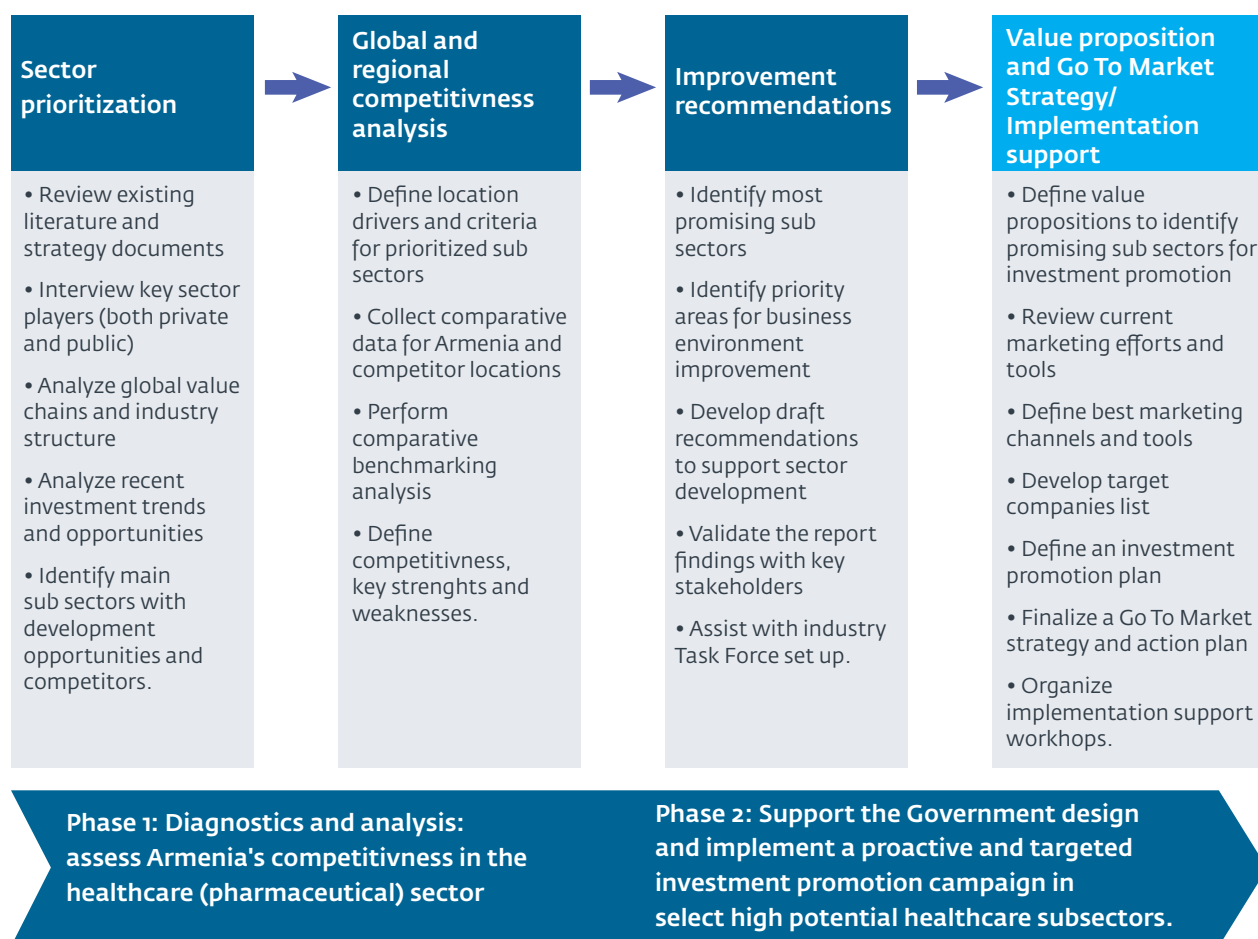 Sector
prioritization
• Review existing
literature and
strategy documents
• Interview key sector
players (both private
and public)
• Analyze global value
chains and industry
structure
• Analyze recent
investment trends
and opportunities
• Identify main
sub sectors with
development
opportunities and
competitors.
Global and
regional
competitivness
analysis
• Define location
drivers and criteria
for prioritized sub
sectors
• Collect comparative
data for Armenia and
competitor locations
• Perform
comparative
benchmarking
analysis
• Define
competitivness,
key strenghts and
weaknesses.
Improvement
recommendations
• Identify most
promising sub
sectors
• Identify priority
areas for business
environment
improvement
• Develop draft
recommendations
to support sector
development
• Validate the report
findings with key
stakeholders
• Assist with industry
Task Force set up.
Value proposition
and Go To Market
Strategy/
Implementation
support
• Define value
propositions to identify
promising sub sectors for
investment promotion
• Review current
marketing efforts and
tools
• Define best marketing
channels and tools
• Develop target
companies list
• Define an investment
promotion plan
• Finalize a Go To Market
strategy and action plan
• Organize
implementation support
workhops.
Phase 1: Diagnostics and analysis:
assess Armenia's competitivness in the
healthcare (pharmaceutical) sector
Phase 2: Support the Government design
and implement a proactive and targeted
investment promotion campaign in
select high potential healthcare subsectors.